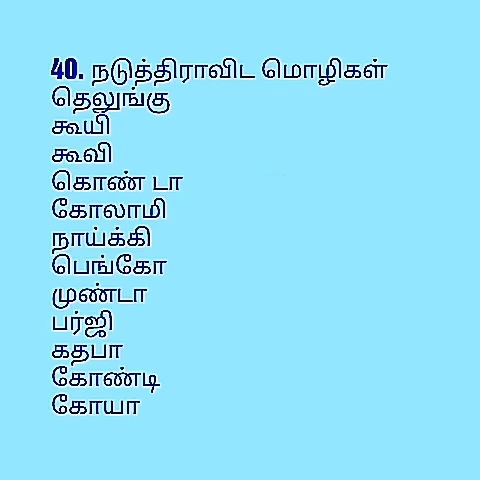 40. நடுத்திராவிட மொழிகள்
தெலுங்கு
கூயி
கூவி
கொண் டா
கோலாமி
நாய்க்கி
பெங்கோ
முண்டா
பர்ஜி
கதபா
கோண்டி
கோயா